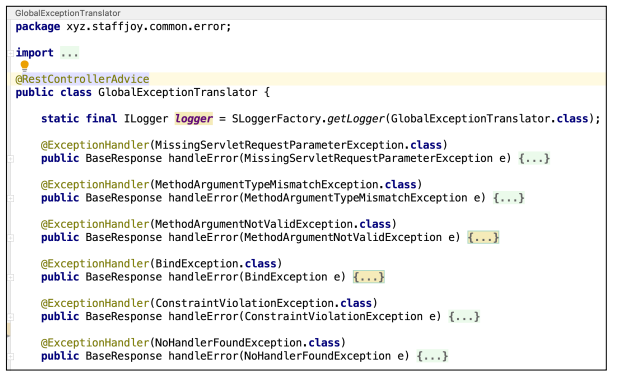 GlobalExceptionTranslator
package xyz.staffjoy.common.error;
import ...
@RestControllerAdvice
public class GlobalExceptionTranslator {
static final ILogger logger = SLoggerFactory.getLogger(GlobalExceptionTranslator.class);
@ExceptionHandler(MissingServletRequestParameterException.class)
public BaseResponse handleError(MissingServletRequestParameterException e) {...}
@ExceptionHandler(MethodArgumentTypeMismatchException.class)
public BaseResponse handleError(MethodArgumentTypeMismatchException e) {...}
@ExceptionHandler(MethodArgumentNotValidException.class)
public BaseResponse handleError(MethodArgumentNotValidException e) {...}
@ExceptionHandler(BindException.class)
public BaseResponse handleError(BindException e) {...}
@ExceptionHandler(ConstraintViolationException.class)
public BaseResponse handleError(ConstraintViolationException e) {...}
@ExceptionHandler(NoHandlerFoundException.class)
public BaseResponse handleError(NoHandlerFoundException e) {...}